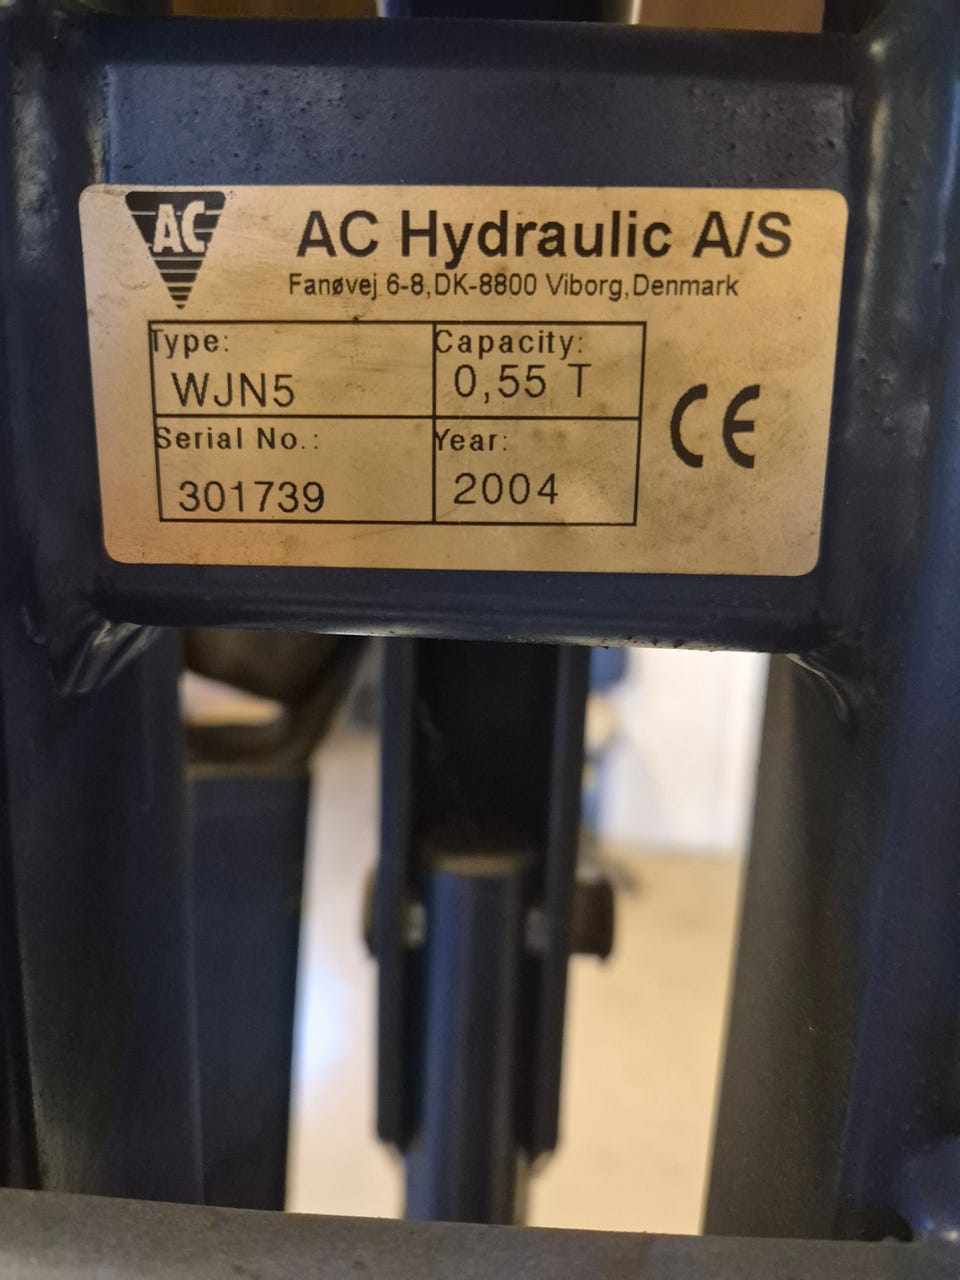 AC
AC Hydraulic A/S
Fanøvej 6-8, DK-8800 Viborg, Denmark
Type: Capacity:
WJN5 0,55 T
CE
Serial No.: Year:
301739 2004